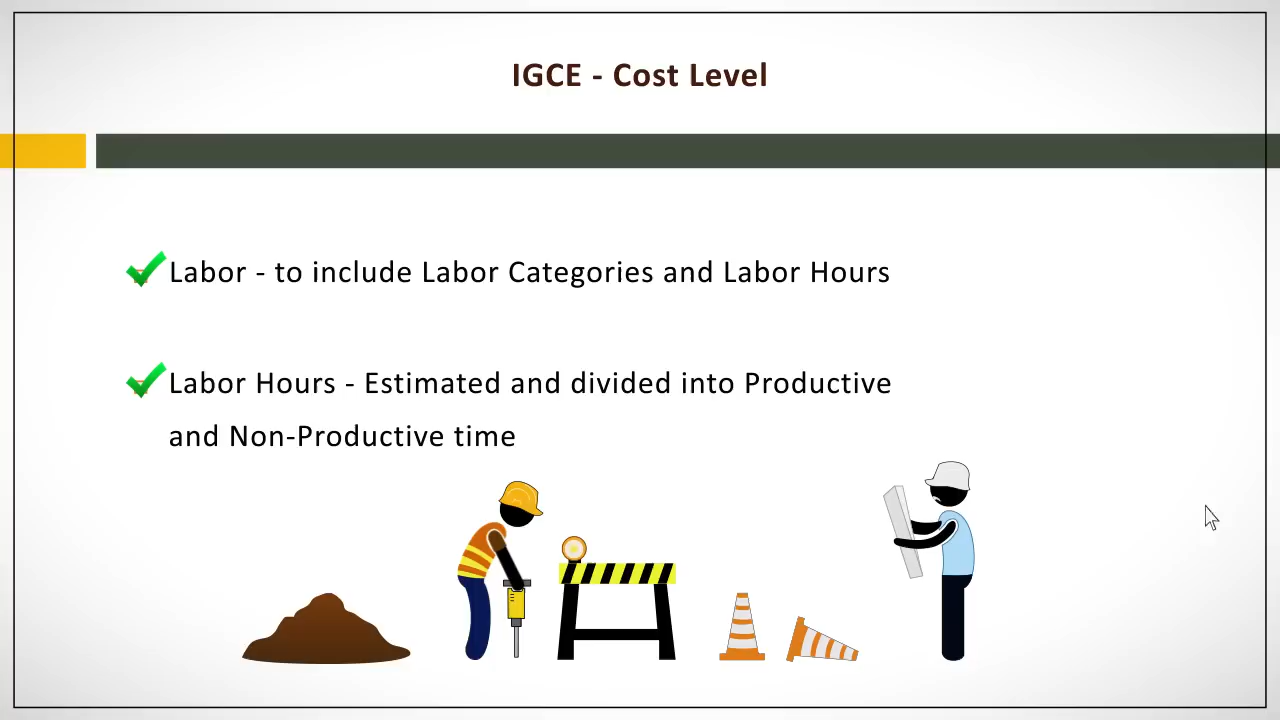 IGCE - Cost Level
Labor - to include Labor Categories and Labor Hours
Labor Hours - Estimated and divided into Productive
and Non-Productive time